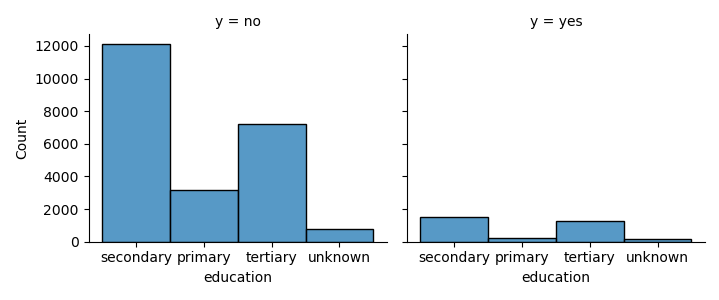 y = no
y = yes
12000
10000
8000
6000
4000
2000
0
Count
secondary primary tertiary unknown
education
secondary primary tertiary unknown
education